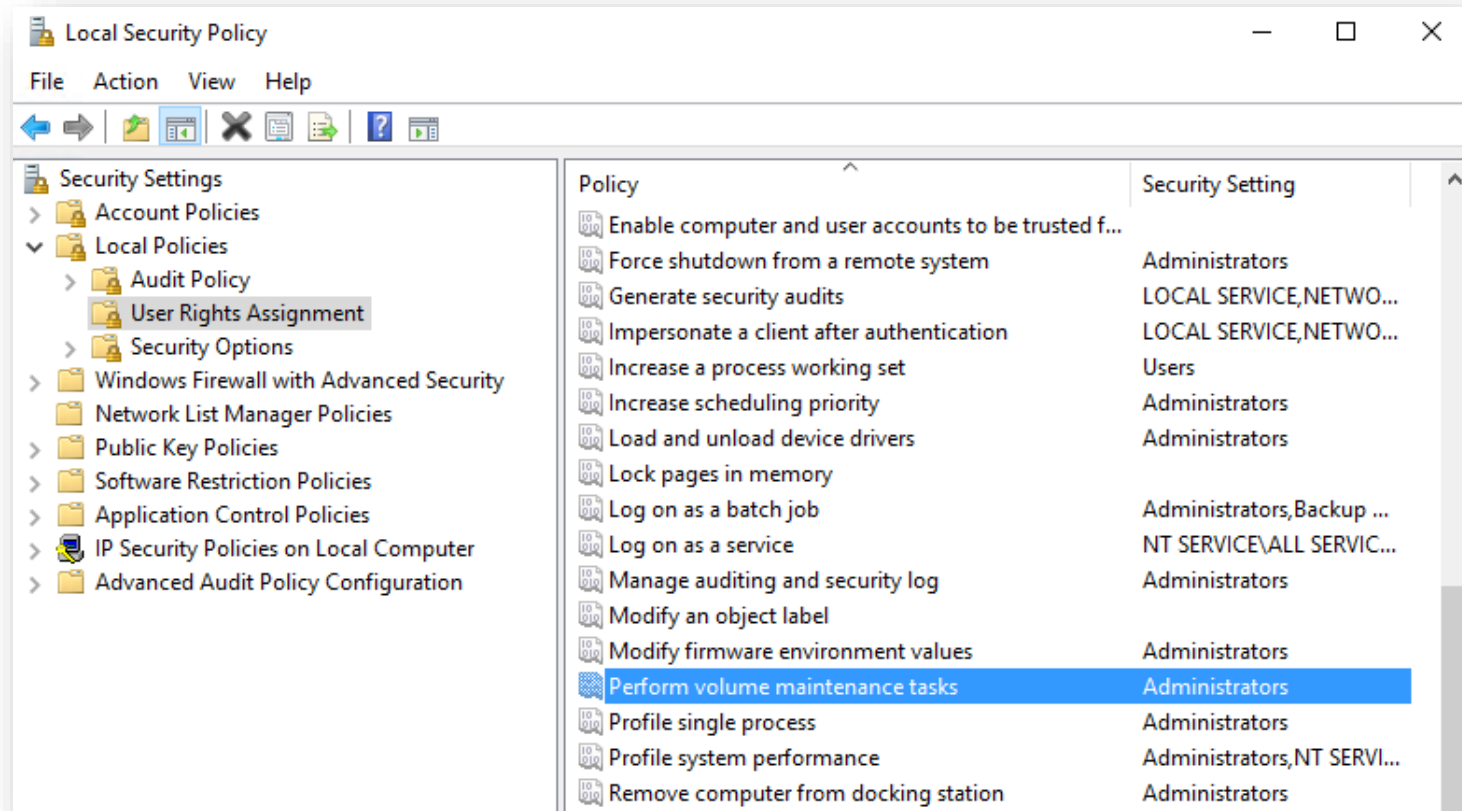 Local Security Policy
File Action View Help
Security Settings
Account Policies
Local Policies
Audit Policy
User Rights Assignment
Security Options
Windows Firewall with Advanced Security
Network List Manager Policies
Public Key Policies
Software Restriction Policies
Application Control Policies
IP Security Policies on Local Computer
Advanced Audit Policy Configuration
Policy Security Setting
Enable computer and user accounts to be trusted f...
Force shutdown from a remote system Administrators
Generate security audits LOCAL SERVICE,NETWO...
Impersonate a client after authentication LOCAL SERVICE,NETWO...
Increase a process working set Users
Increase scheduling priority Administrators
Load and unload device drivers Administrators
Lock pages in memory
Log on as a batch job Administrators,Backup ...
Log on as a service NT SERVICE\ALL SERVIC...
Manage auditing and security log Administrators
Modify an object label
Modify firmware environment values Administrators
Perform volume maintenance tasks Administrators
Profile single process Administrators
Profile system performance Administrators,NT SERVI...
Remove computer from docking station Administrators